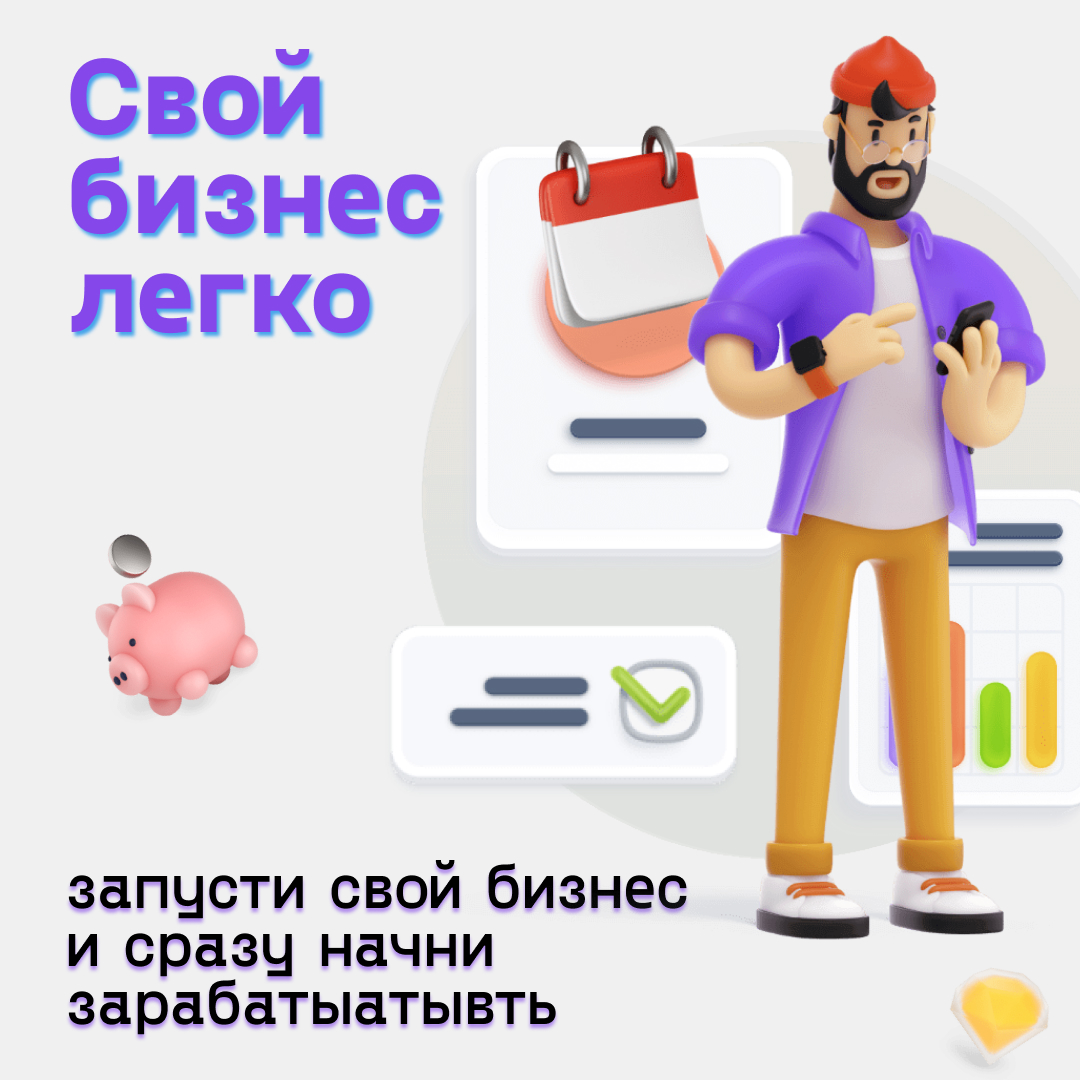 Свой
бизнес
легко
запусти свой бизнес
и сразу начни
зарабатыатывть